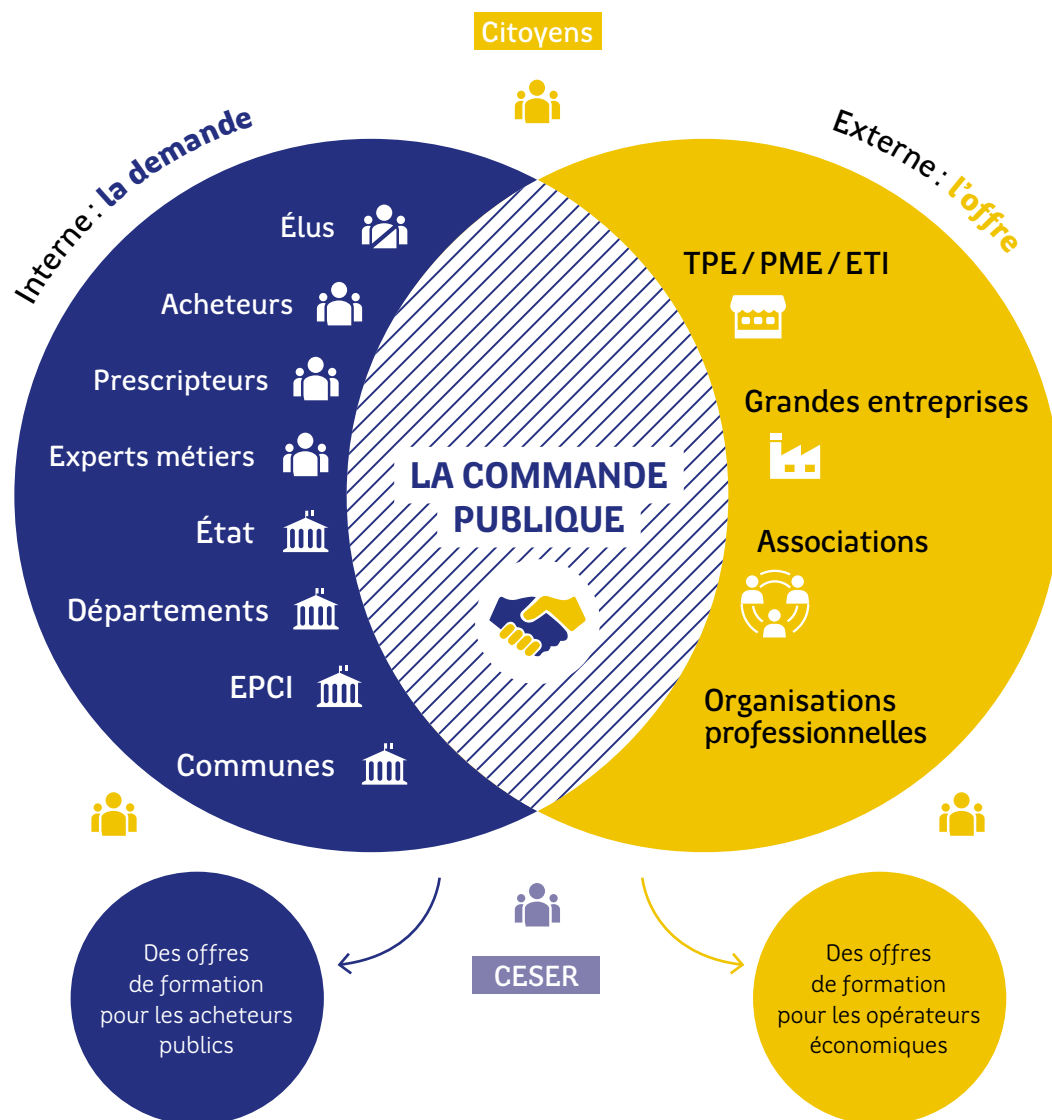 Citoyens
Interne : la demande
Externe : l'offre
Élus
Acheteurs
Prescripteurs
Experts métiers
État
Départements
EPCI
Communes
LA COMMANDE
PUBLIQUE
TPE / PME / ETI
Grandes entreprises
Associations
Organisations
professionnelles
CESER
Des offres
de formation
pour les acheteurs
publics
Des offres
de formation
pour les opérateurs
économiques